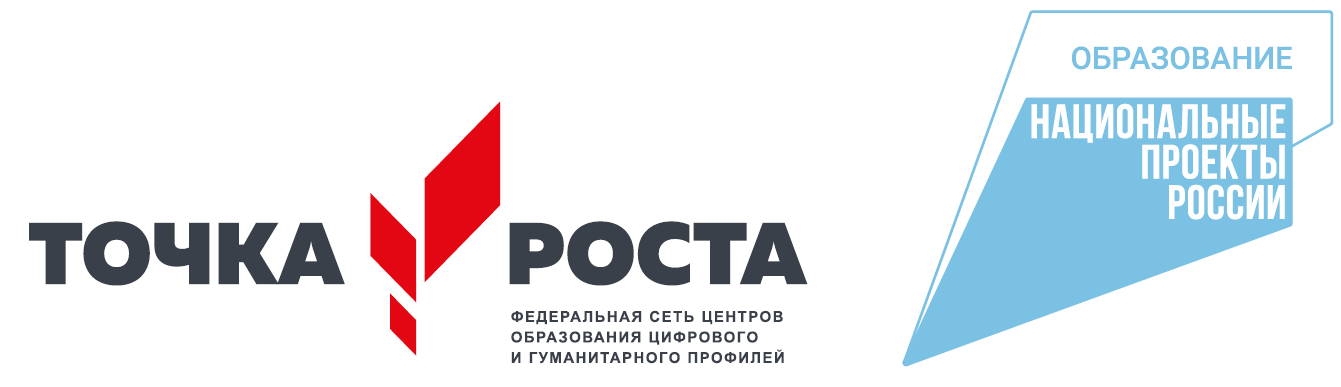 ТОЧКА РОСТА
ФЕДЕРАЛЬНАЯ СЕТЬ ЦЕНТРОВ
ОБРАЗОВАНИЯ ЦИФРОВОГО
И ГУМАНИТАРНОГО ПРОФИЛЕЙ
ОБРАЗОВАНИЕ
НАЦИОНАЛЬНЫЕ
ПРОЕКТЫ
РОССИИ